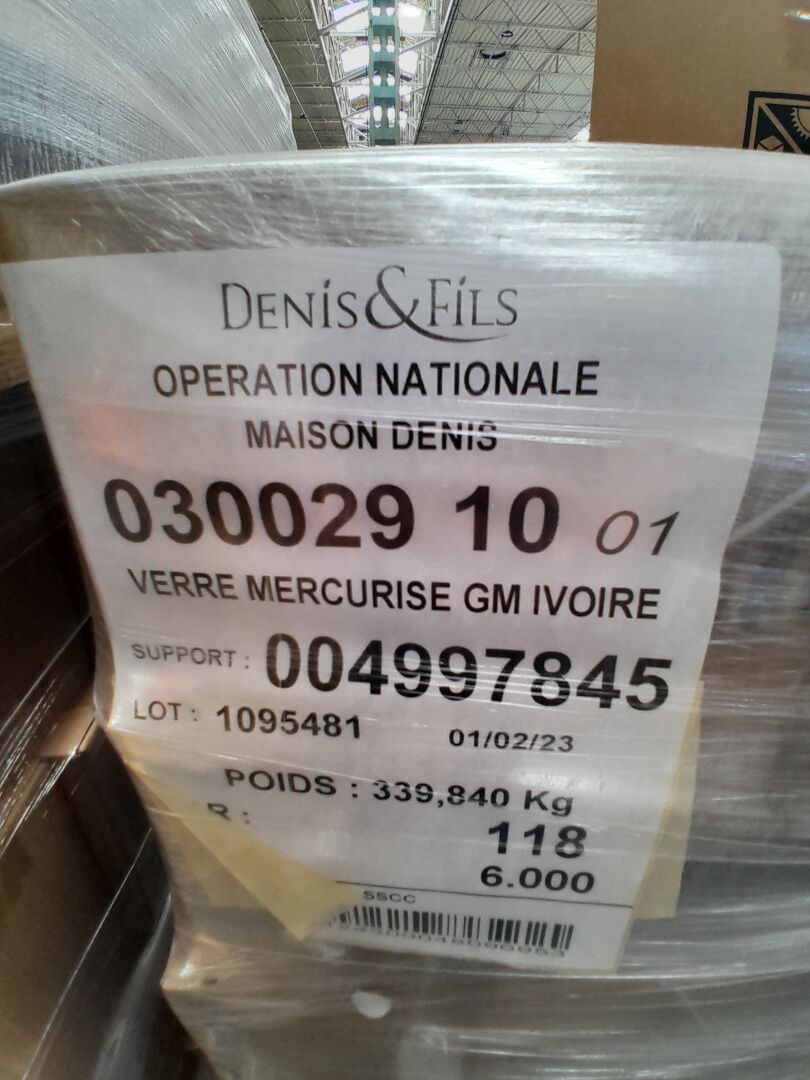 DENIS&FILS
OPERATION NATIONALE
MAISON DENIS
030029 10 01
VERRE MERCURISE GM IVOIRE
SUPPORT : 004997845
LOT : 1095481 01/02/23
POIDS : 339,840 Kg
R : 118
6.000
SSCC